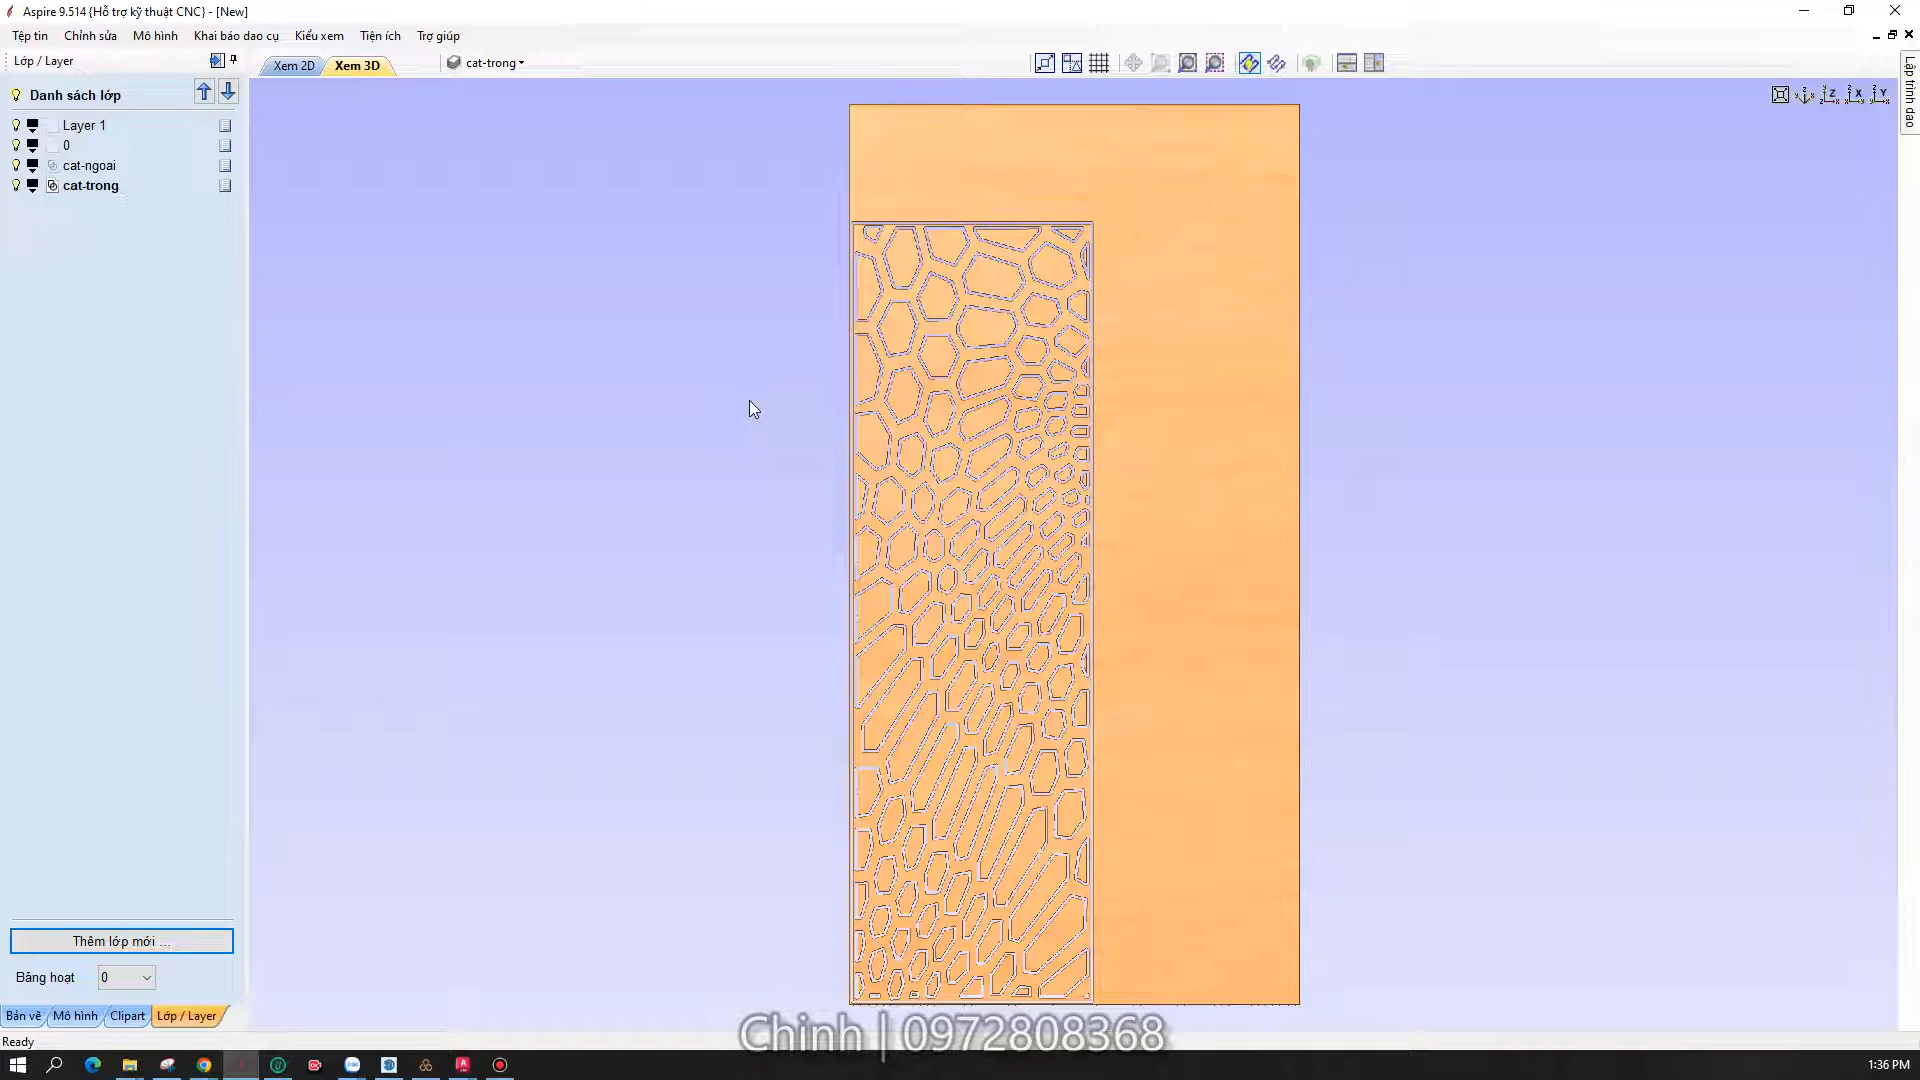 Aspire 9.514 {Hỗ trợ kỹ thuật CNC} - [New]
Tệp tin Chỉnh sửa Mô hình Khai báo dao cụ Kiểu xem Tiện ích Trợ giúp
Lớp / Layer
Xem 2D Xem 3D cat-trong
Danh sách lớp
Layer 1
0
cat-ngoai
cat-trong
Lập trình dao
Thêm lớp mới ...
Băng hoạt 0
Bản vẽ Mô hình Clipart Lớp / Layer
Ready
Chinh | 0972808368
1:36 PM